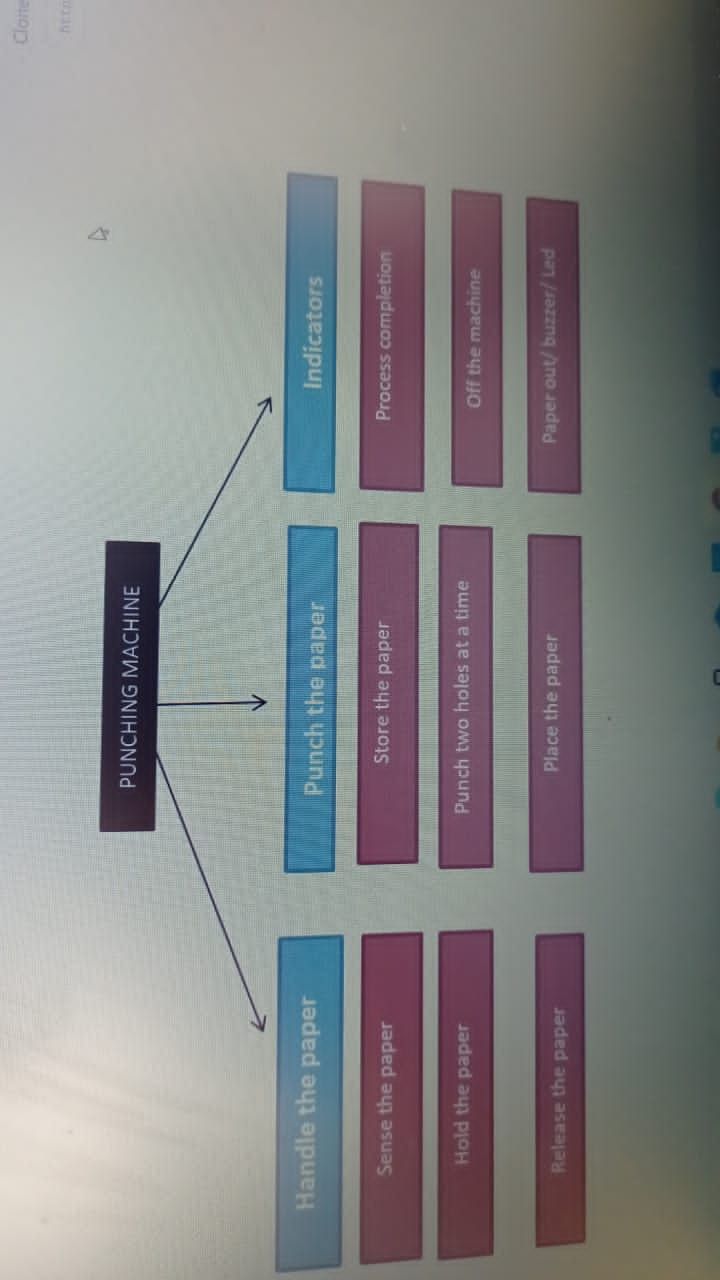 PUNCHING MACHINE
Handle the paper
Sense the paper
Hold the paper
Release the paper
Punch the paper
Store the paper
Punch two holes at a time
Place the paper
Indicators
Process completion
Off the machine
Paper out/ buzzer/ Led